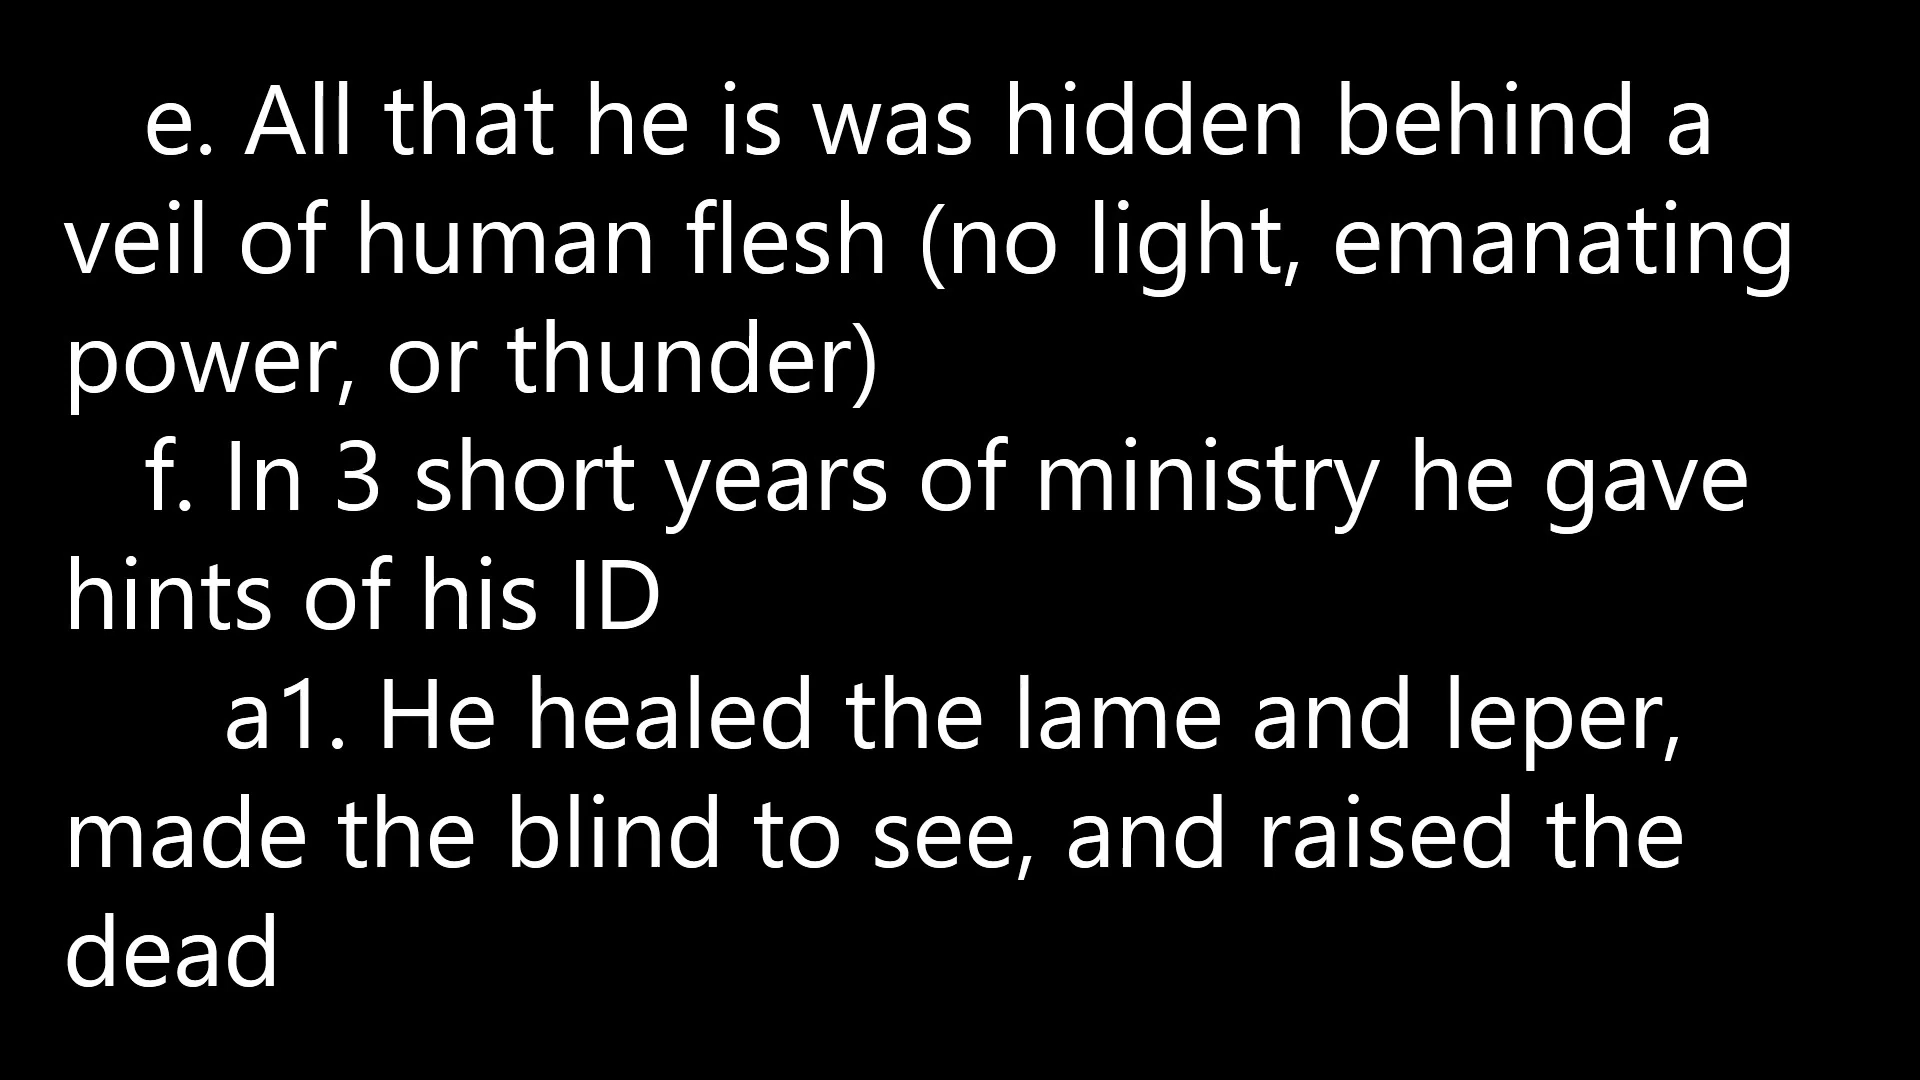 e. All that he is was hidden behind a
veil of human flesh (no light, emanating
power, or thunder)
f. In 3 short years of ministry he gave
hints of his ID
a1. He healed the lame and leper,
made the blind to see, and raised the
dead